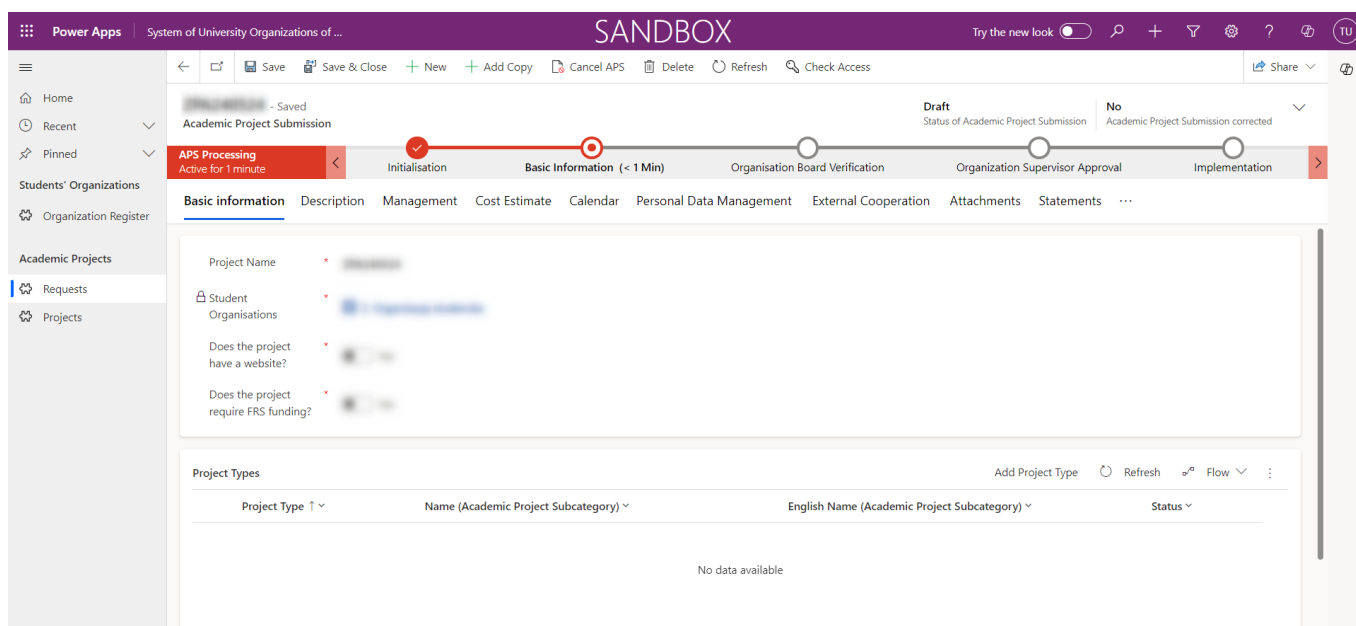 Power Apps
System of University Organizations of ...
SANDBOX
Try the new look
TU
Save
Save & Close
New
Add Copy
Cancel APS
Delete
Refresh
Check Access
Share
Home
Recent
Pinned
Students' Organizations
Organization Register
Academic Projects
Requests
Projects
- Saved
Academic Project Submission
Draft
Status of Academic Project Submission
No
Academic Project Submission corrected
APS Processing
Active for 1 minute
Initialisation
Basic Information (< 1 Min)
Organisation Board Verification
Organization Supervisor Approval
Implementation
Basic information
Description
Management
Cost Estimate
Calendar
Personal Data Management
External Cooperation
Attachments
Statements
...
Project Name *
Student *
Organisations
Does the project *
have a website?
Does the project *
require FRS funding?
Project Types
Add Project Type
Refresh
Flow
Project Type
Name (Academic Project Subcategory)
English Name (Academic Project Subcategory)
Status
No data available